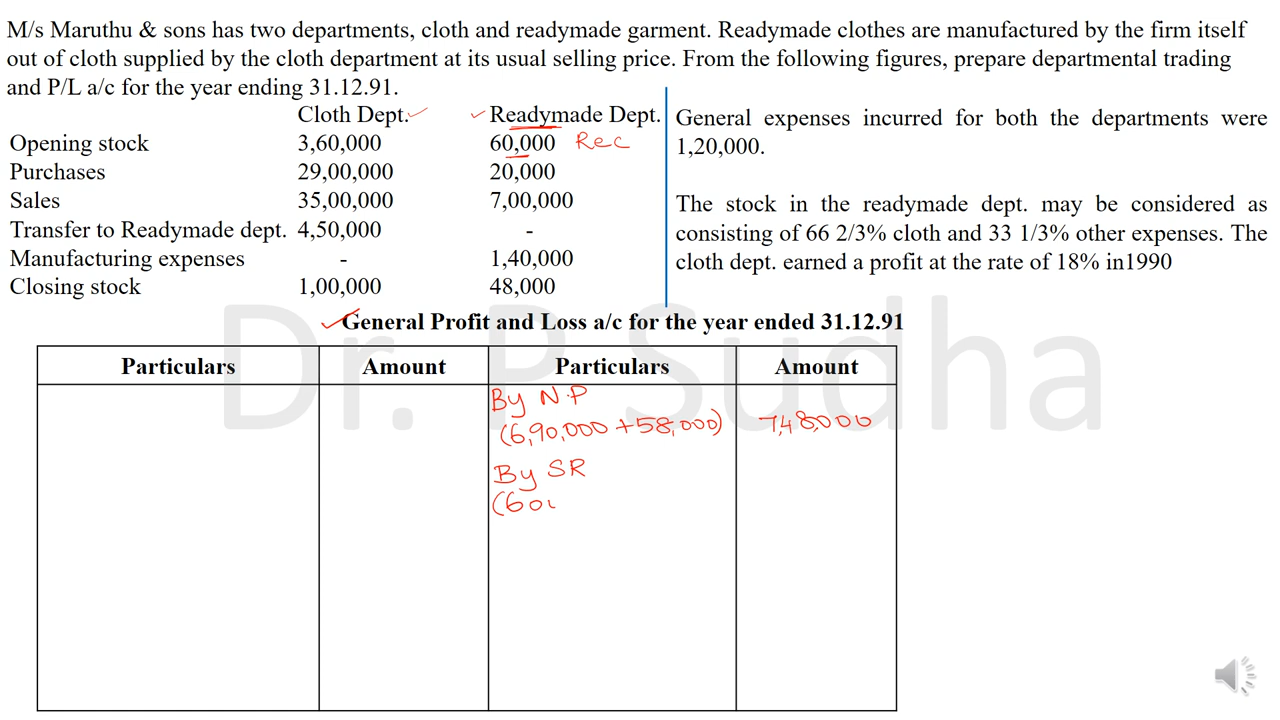 M/s Maruthu & sons has two departments, cloth and readymade garment. Readymade clothes are manufactured by the firm itself
out of cloth supplied by the cloth department at its usual selling price. From the following figures, prepare departmental trading
and P/L a/c for the year ending 31.12.91.
Cloth Dept. Readymade Dept.
Opening stock 3,60,000 60,000 Rec
Purchases 29,00,000 20,000
Sales 35,00,000 7,00,000
Transfer to Readymade dept. 4,50,000 -
Manufacturing expenses - 1,40,000
Closing stock 1,00,000 48,000
General expenses incurred for both the departments were
1,20,000.
The stock in the readymade dept. may be considered as
consisting of 66 2/3% cloth and 33 1/3% other expenses. The
cloth dept. earned a profit at the rate of 18% in1990
General Profit and Loss a/c for the year ended 31.12.91
Particulars Amount Particulars Amount
By N.P
(6,90,000 + 58,000) 7,48,000
By SR
(60
Dr. P Sudha